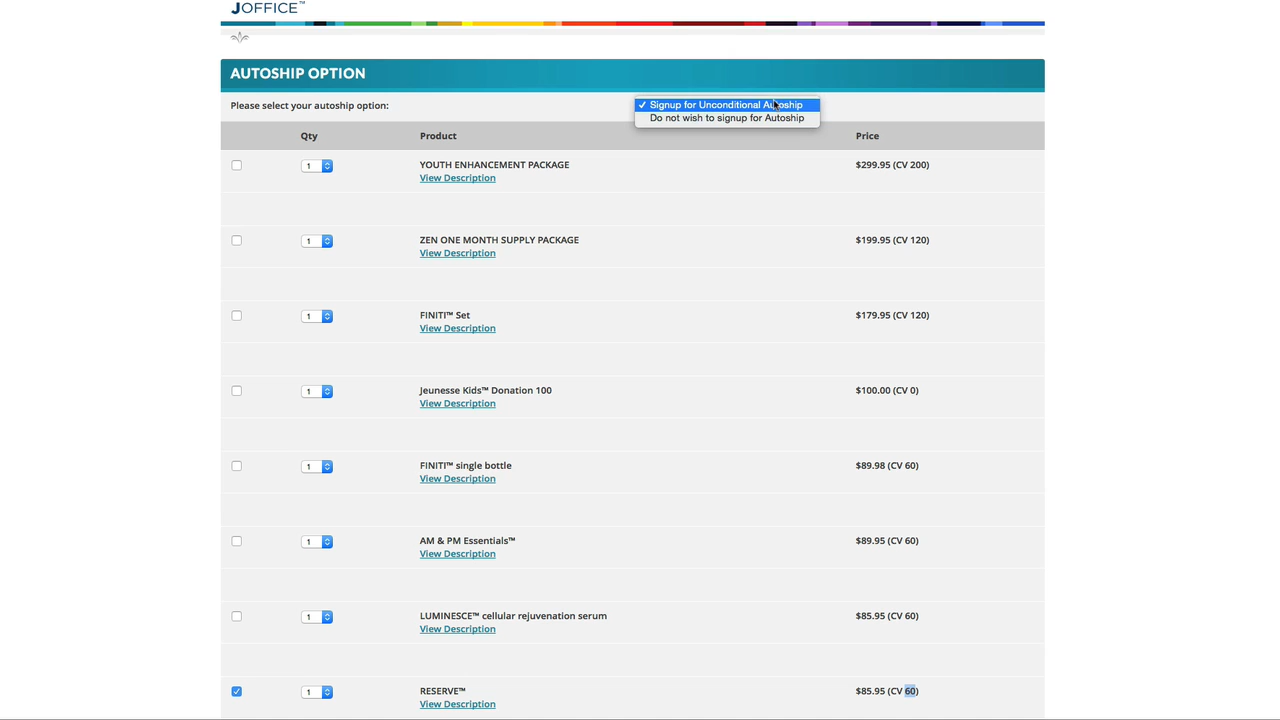 JOFFICE™
AUTOSHIP OPTION
Please select your autoship option:
✓ Signup for Unconditional Autoship
Do not wish to signup for Autoship
Qty Product Price
1 YOUTH ENHANCEMENT PACKAGE $299.95 (CV 200)
View Description
1 ZEN ONE MONTH SUPPLY PACKAGE $199.95 (CV 120)
View Description
1 FINITI™ Set $179.95 (CV 120)
View Description
1 Jeunesse Kids™ Donation 100 $100.00 (CV 0)
View Description
1 FINITI™ single bottle $89.98 (CV 60)
View Description
1 AM & PM Essentials™ $89.95 (CV 60)
View Description
1 LUMINESCE™ cellular rejuvenation serum $85.95 (CV 60)
View Description
1 RESERVE™ $85.95 (CV 60)
View Description